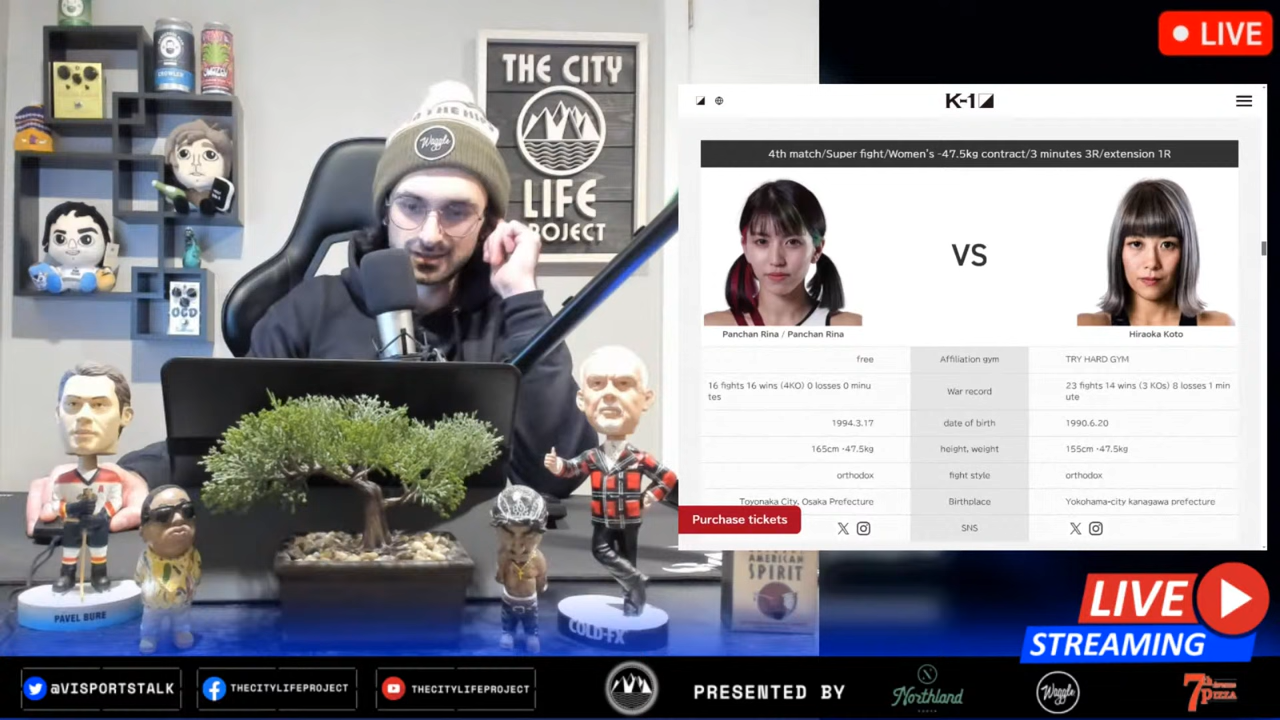 LIVE
THE CITY
LIFE
PROJECT
Waggle
OCD
K-1
4th match/Super fight/Women's -47.5kg contract/3 minutes 3R/extension 1R
VS
Panchan Rina / Panchan Rina
Hiraoka Koto
free
Affiliation gym
TRY HARD GYM
16 fights 16 wins (4KO) 0 losses 0 minu
tes
War record
23 fights 14 wins (3 KOs) 8 losses 1 min
ute
1994.3.17
date of birth
1990.6.20
165cm -47.5kg
height, weight
155cm -47.5kg
orthodox
fight style
orthodox
Toyonaka City, Osaka Prefecture
Birthplace
Yokohama-city kanagawa prefecture
SNS
Purchase tickets
AMERICAN
SPIRIT
PAVEL BURE
COLD-FX
LIVE
STREAMING
@VISPORTSTALK
THECITYLIFEPROJECT
THECITYLIFEPROJECT
PRESENTED BY
Northland
Waggle
7th
PIZZA